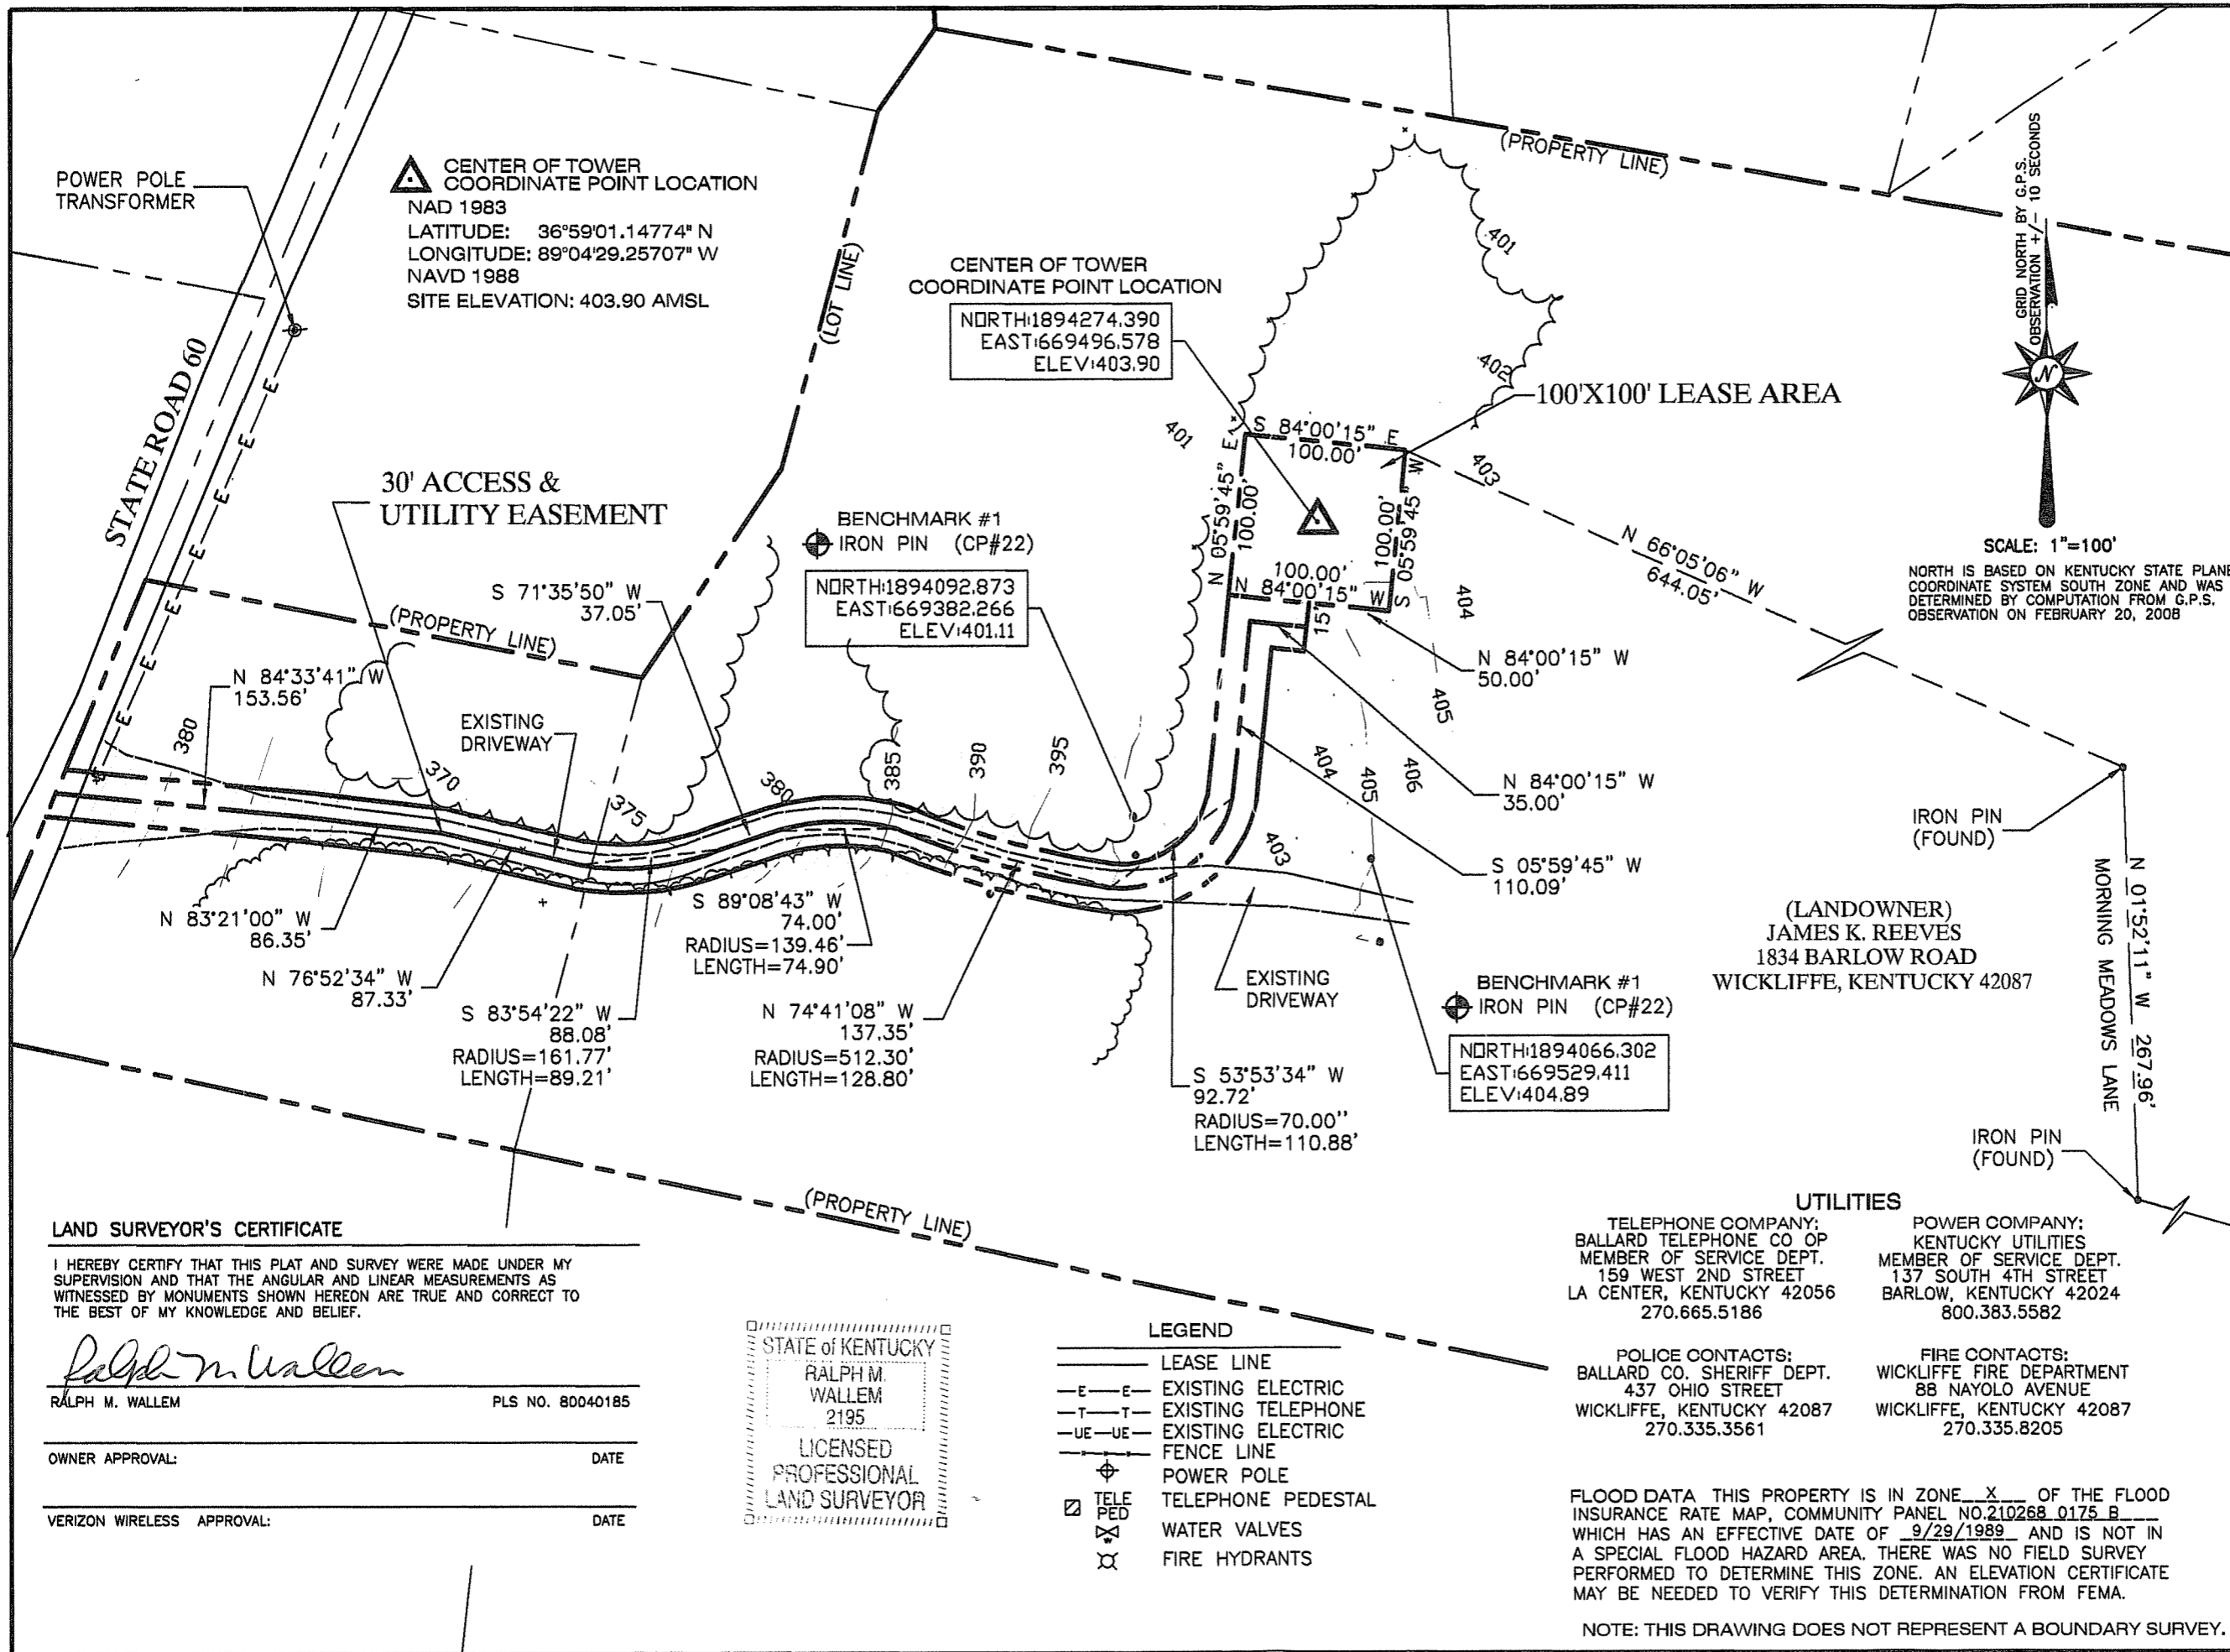 POWER POLE
TRANSFORMER
CENTER OF TOWER
COORDINATE POINT LOCATION
NAD 1983
LATITUDE: 36°59'01.14774" N
LONGITUDE: 89°04'29.25707" W
NAVD 1988
SITE ELEVATION: 403.90 AMSL
STATE ROAD 60
(LOT LINE)
(PROPERTY LINE)
CENTER OF TOWER
COORDINATE POINT LOCATION
NORTH:1894274.390
EAST:669496.578
ELEV:403.90
401
402
403
401
100'X100' LEASE AREA
S 84°00'15" E
100.00'
N 05°59'45" E
100.00'
S 05°59'45" W
100.00'
100.00'
N 84°00'15" W
15'
N 66°05'06" W
644.05'
GRID NORTH BY G.P.S.
OBSERVATION +/- 10 SECONDS
N
SCALE: 1"=100'
NORTH IS BASED ON KENTUCKY STATE PLANE
COORDINATE SYSTEM SOUTH ZONE AND WAS
DETERMINED BY COMPUTATION FROM G.P.S.
OBSERVATION ON FEBRUARY 20, 2008
30' ACCESS &
UTILITY EASEMENT
E E E E E E E
BENCHMARK #1
IRON PIN (CP#22)
NORTH:1894092.873
EAST:669382.266
ELEV:401.11
S 71°35'50" W
37.05'
(PROPERTY LINE)
N 84°33'41" W
153.56'
EXISTING
DRIVEWAY
380
370
375
380
385
390
395
404
405
N 84°00'15" W
50.00'
404
405
406
403
N 84°00'15" W
35.00'
S 05°59'45" W
110.09'
IRON PIN
(FOUND)
N 01°52'11" W 267.96'
MORNING MEADOWS LANE
(LANDOWNER)
JAMES K. REEVES
1834 BARLOW ROAD
WICKLIFFE, KENTUCKY 42087
N 83°21'00" W
86.35'
N 76°52'34" W
87.33'
S 83°54'22" W
88.08'
RADIUS=161.77'
LENGTH=89.21'
S 89°08'43" W
74.00'
RADIUS=139.46'
LENGTH=74.90'
N 74°41'08" W
137.35'
RADIUS=512.30'
LENGTH=128.80'
EXISTING
DRIVEWAY
S 53°53'34" W
92.72'
RADIUS=70.00''
LENGTH=110.88'
BENCHMARK #1
IRON PIN (CP#22)
NORTH:1894066.302
EAST:669529.411
ELEV:404.89
IRON PIN
(FOUND)
(PROPERTY LINE)
LAND SURVEYOR'S CERTIFICATE
I HEREBY CERTIFY THAT THIS PLAT AND SURVEY WERE MADE UNDER MY
SUPERVISION AND THAT THE ANGULAR AND LINEAR MEASUREMENTS AS
WITNESSED BY MONUMENTS SHOWN HEREON ARE TRUE AND CORRECT TO
THE BEST OF MY KNOWLEDGE AND BELIEF.
Ralph M Wallem
RALPH M. WALLEM PLS NO. 80040185
OWNER APPROVAL: DATE
VERIZON WIRELESS APPROVAL: DATE
STATE of KENTUCKY
RALPH M.
WALLEM
2195
LICENSED
PROFESSIONAL
LAND SURVEYOR
LEGEND
LEASE LINE
E E EXISTING ELECTRIC
T T EXISTING TELEPHONE
UE UE EXISTING ELECTRIC
FENCE LINE
POWER POLE
TELE
PED TELEPHONE PEDESTAL
WATER VALVES
FIRE HYDRANTS
UTILITIES
TELEPHONE COMPANY:
BALLARD TELEPHONE CO OP
MEMBER OF SERVICE DEPT.
159 WEST 2ND STREET
LA CENTER, KENTUCKY 42056
270.665.5186
POWER COMPANY:
KENTUCKY UTILITIES
MEMBER OF SERVICE DEPT.
137 SOUTH 4TH STREET
BARLOW, KENTUCKY 42024
800.383.5582
POLICE CONTACTS:
BALLARD CO. SHERIFF DEPT.
437 OHIO STREET
WICKLIFFE, KENTUCKY 42087
270.335.3561
FIRE CONTACTS:
WICKLIFFE FIRE DEPARTMENT
88 NAYOLO AVENUE
WICKLIFFE, KENTUCKY 42087
270.335.8205
FLOOD DATA THIS PROPERTY IS IN ZONE X OF THE FLOOD
INSURANCE RATE MAP, COMMUNITY PANEL NO.210268 0175 B
WHICH HAS AN EFFECTIVE DATE OF 9/29/1989 AND IS NOT IN
A SPECIAL FLOOD HAZARD AREA. THERE WAS NO FIELD SURVEY
PERFORMED TO DETERMINE THIS ZONE. AN ELEVATION CERTIFICATE
MAY BE NEEDED TO VERIFY THIS DETERMINATION FROM FEMA.
NOTE: THIS DRAWING DOES NOT REPRESENT A BOUNDARY SURVEY.